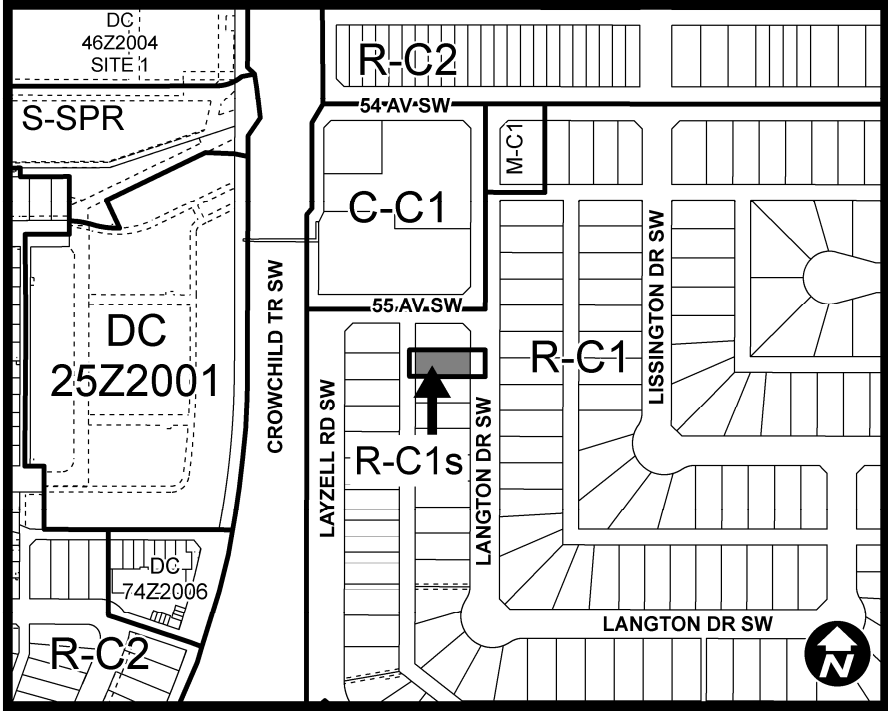 DC
46Z2004
SITE 1
R-C2
S-SPR
54 AV SW
M-C1
C-C1
LISSINGTON DR SW
CROWCHILD TR SW
55 AV SW
DC
25Z2001
R-C1
LAYZELL RD SW
LANGTON DR SW
R-C1s
DC
74Z2006
LANGTON DR SW
R-C2
N